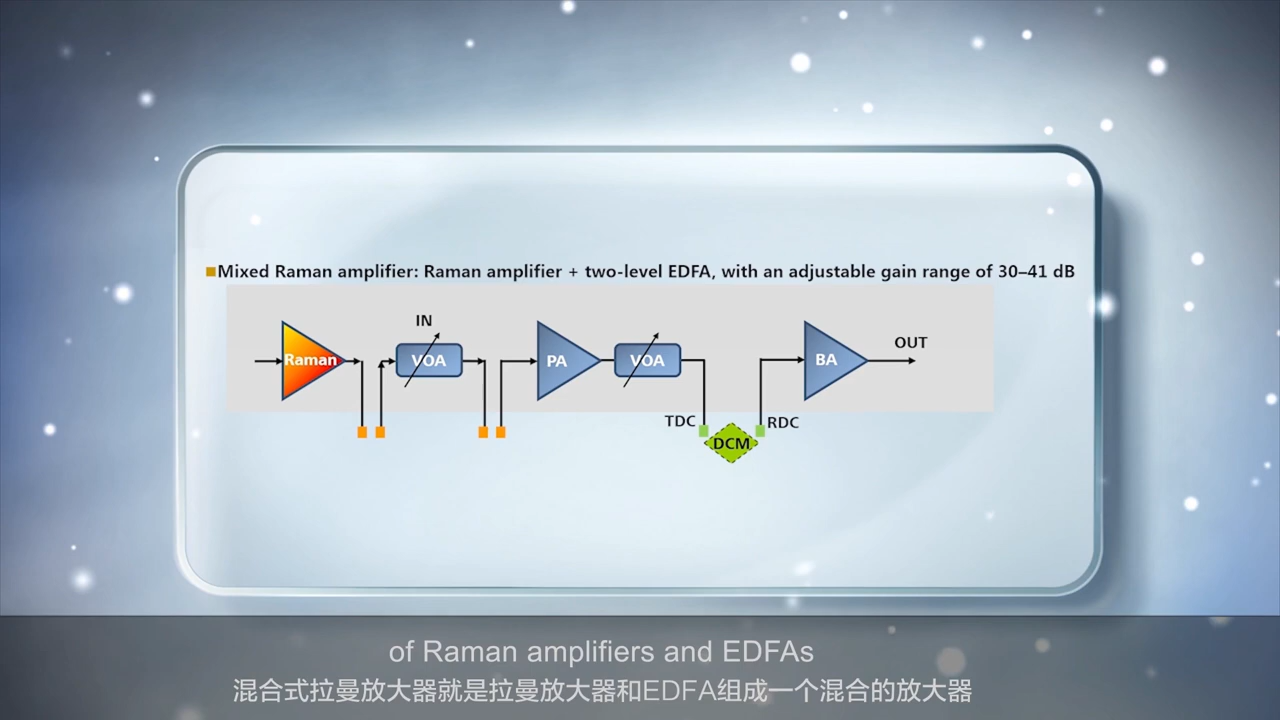 Mixed Raman amplifier: Raman amplifier + two-level EDFA, with an adjustable gain range of 30–41 dB
IN
OUT
Raman
VOA
PA
VOA
BA
TDC
RDC
DCM
of Raman amplifiers and EDFAs
混合式拉曼放大器就是拉曼放大器和EDFA组成一个混合的放大器